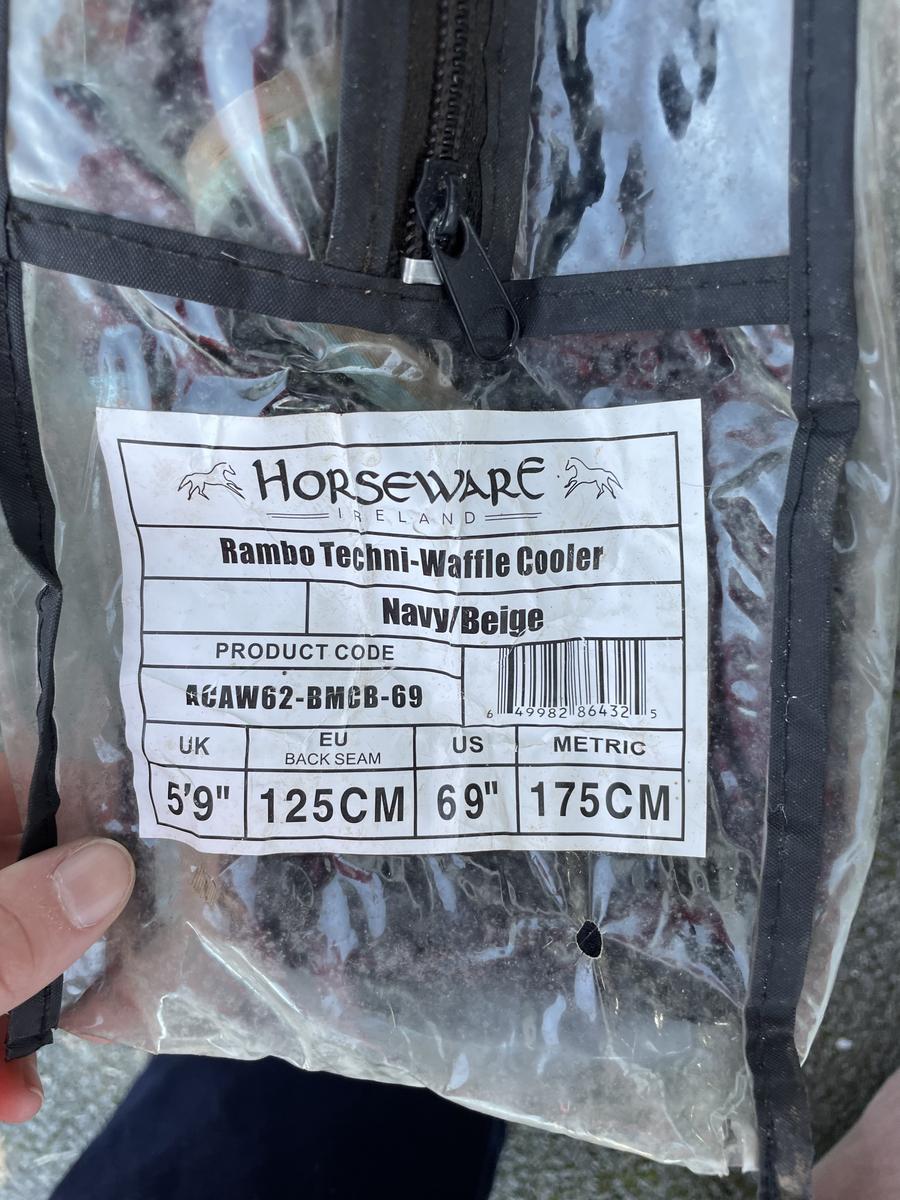 HORSEWARE
IRELAND
Rambo Techni-Waffle Cooler
Navy/Beige
PRODUCT CODE
ACAW62-BMCB-69
6 49982 86432 5
UK EU BACK SEAM US METRIC
5'9" 125CM 69" 175CM